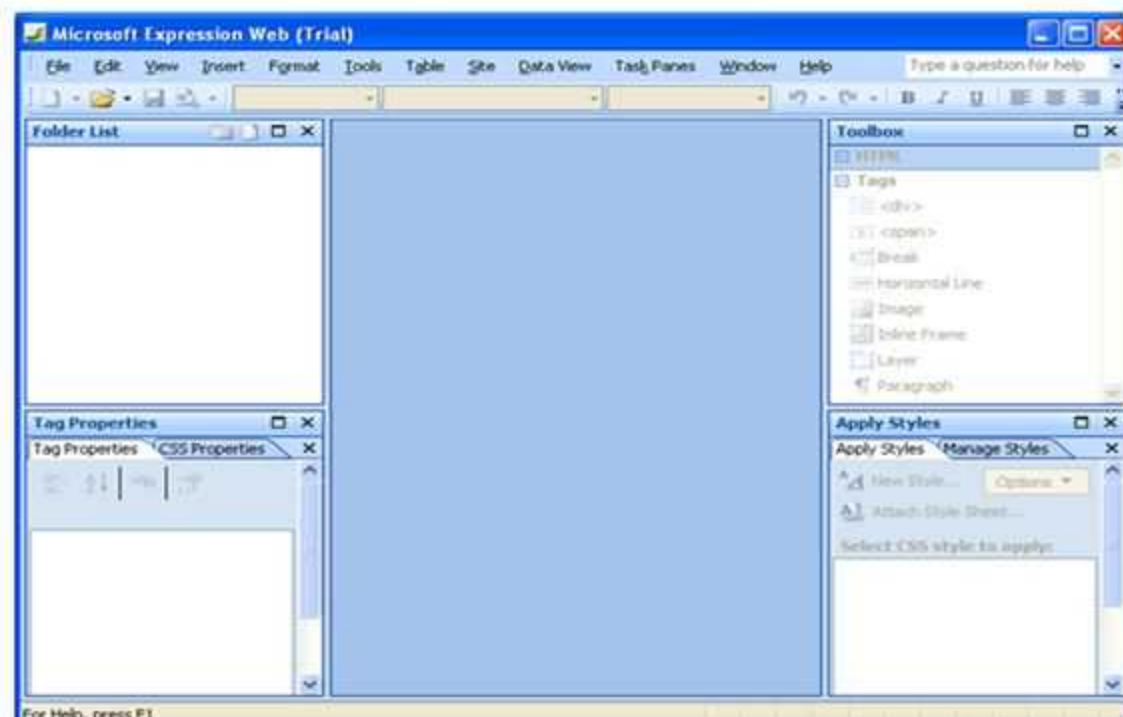 Microsoft Expression Web (Trial)
File Edit View Insert Format Tools Table Site Data View Task Panes Window Help Type a question for help
B I U
Folder List
Toolbox
HTML
Tags
<div>
<span>
Break
Horizontal Line
Image
Inline Frame
Layer
Paragraph
Tag Properties
Tag Properties CSS Properties
Apply Styles
Apply Styles Manage Styles
New Style... Options
Attach Style Sheet...
Select CSS style to apply:
For Help, press F1